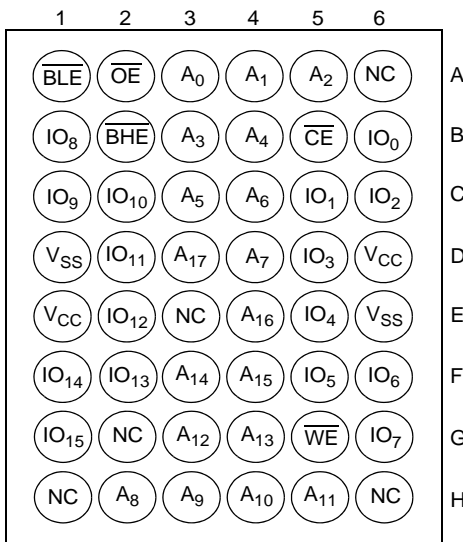 1 2 3 4 5 6
BLE OE A0 A1 A2 NC A
IO8 BHE A3 A4 CE IO0 B
IO9 IO10 A5 A6 IO1 IO2 C
VSS IO11 A17 A7 IO3 VCC D
VCC IO12 NC A16 IO4 VSS E
IO14 IO13 A14 A15 IO5 IO6 F
IO15 NC A12 A13 WE IO7 G
NC A8 A9 A10 A11 NC H